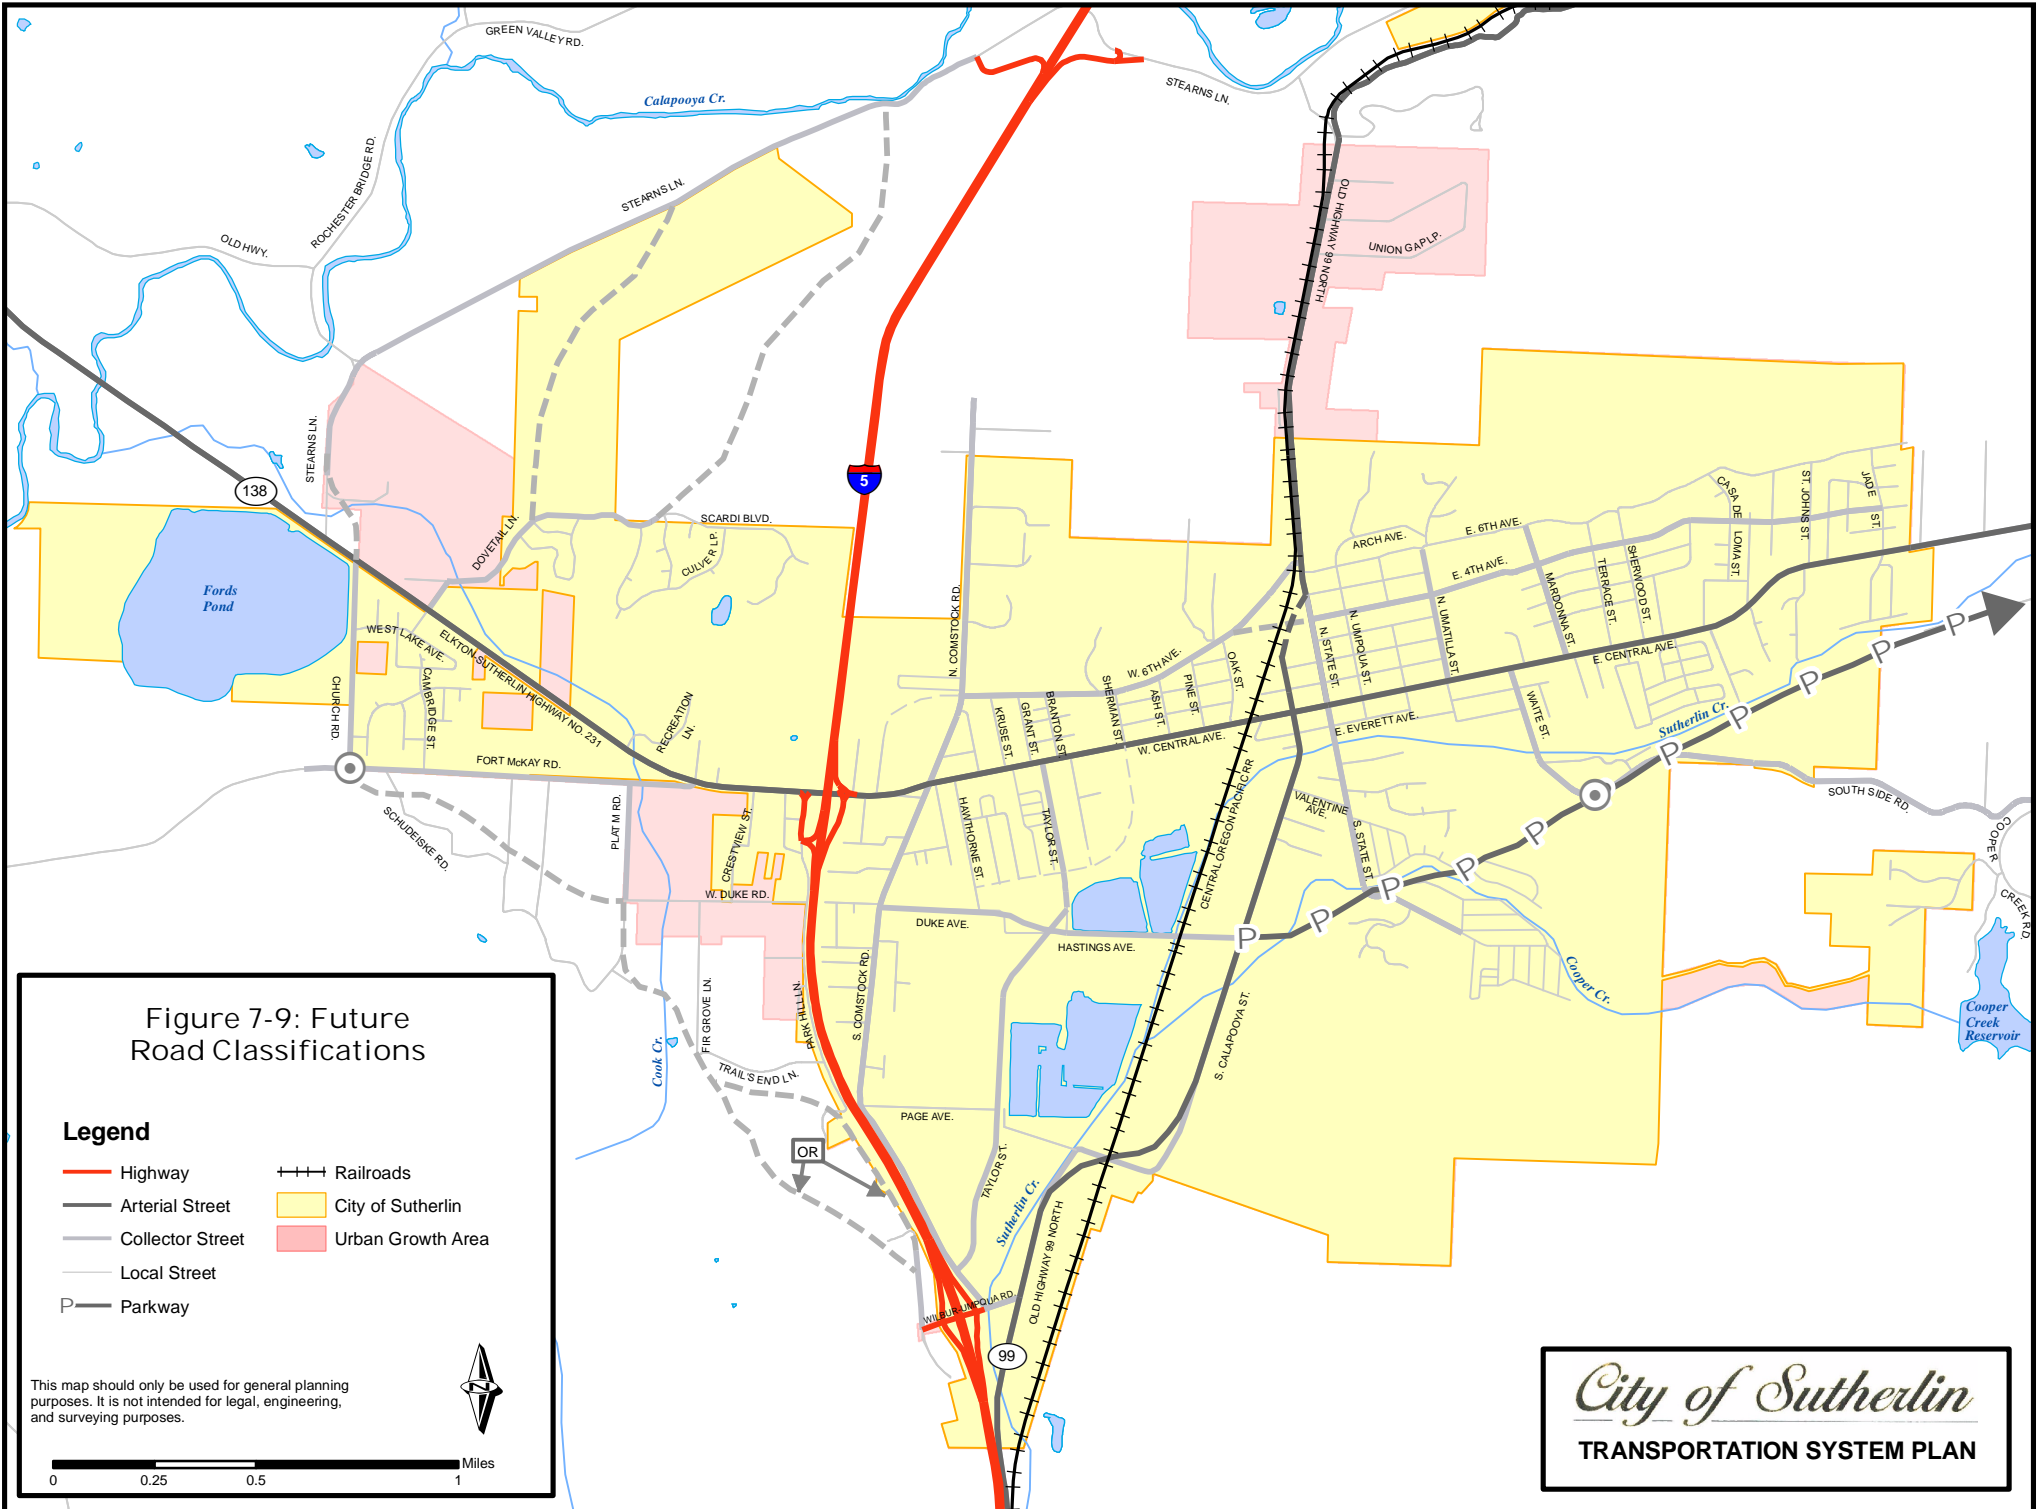 GREEN VALLEY RD.
Calapooya Cr.
STEARNS LN.
ROCHESTER BRIDGE RD.
OLD HWY.
STEARNS LN.
OLD HIGHWAY 99 NORTH
UNION GAP LP.
STEARNS LN.
138
5
SCARDI BLVD.
DOVETAIL LN.
CULVER LP.
Fords
Pond
WEST LAKE AVE.
ELKTON-SUTHERLIN HIGHWAY NO. 231
CAMBRIDGE ST.
CHURCH RD.
RECREATION
LN.
FORT McKAY RD.
SCHUDEISKE RD.
PLAT M RD.
CRESTVIEW ST.
W. DUKE RD.
N. COMSTOCK RD.
W. 6TH AVE.
KRUSE ST.
GRANT ST.
BRANTON ST.
SHERMAN ST.
ASH ST.
PINE ST.
OAK ST.
W. CENTRAL AVE.
HAWTHORNE ST.
TAYLOR ST.
CENTRAL OREGON PACIFIC RR
ARCH AVE.
E. 6TH AVE.
E. 4TH AVE.
CASA DE
LOMA ST.
ST. JOHNS ST.
JADE
ST.
N. STATE ST.
N. UMPQUA ST.
N. UMATILLA ST.
MARDONNA ST.
TERRACE ST.
SHERWOOD ST.
E. CENTRAL AVE.
E. EVERETT AVE.
WAITE ST.
Sutherlin Cr.
VALENTINE
AVE.
S. STATE ST.
SOUTH SIDE RD.
COOPER
CREEK RD.
P
P
P
P
P
P
P
P
P
P
P
DUKE AVE.
HASTINGS AVE.
S. COMSTOCK RD.
PARK HILL LN.
FIR GROVE LN.
Cook Cr.
TRAIL'S END LN.
PAGE AVE.
OR
TAYLOR ST.
Sutherlin Cr.
S. CALAPOOYA ST.
Cooper Cr.
Cooper
Creek
Reservoir
OLD HIGHWAY 99 NORTH
WILBUR-UMPQUA RD.
99
Figure 7-9: Future
Road Classifications
Legend
Highway
Arterial Street
Collector Street
Local Street
P
Parkway
Railroads
City of Sutherlin
Urban Growth Area
This map should only be used for general planning
purposes. It is not intended for legal, engineering,
and surveying purposes.
N
Miles
0
0.25
0.5
1
City of Sutherlin
TRANSPORTATION SYSTEM PLAN